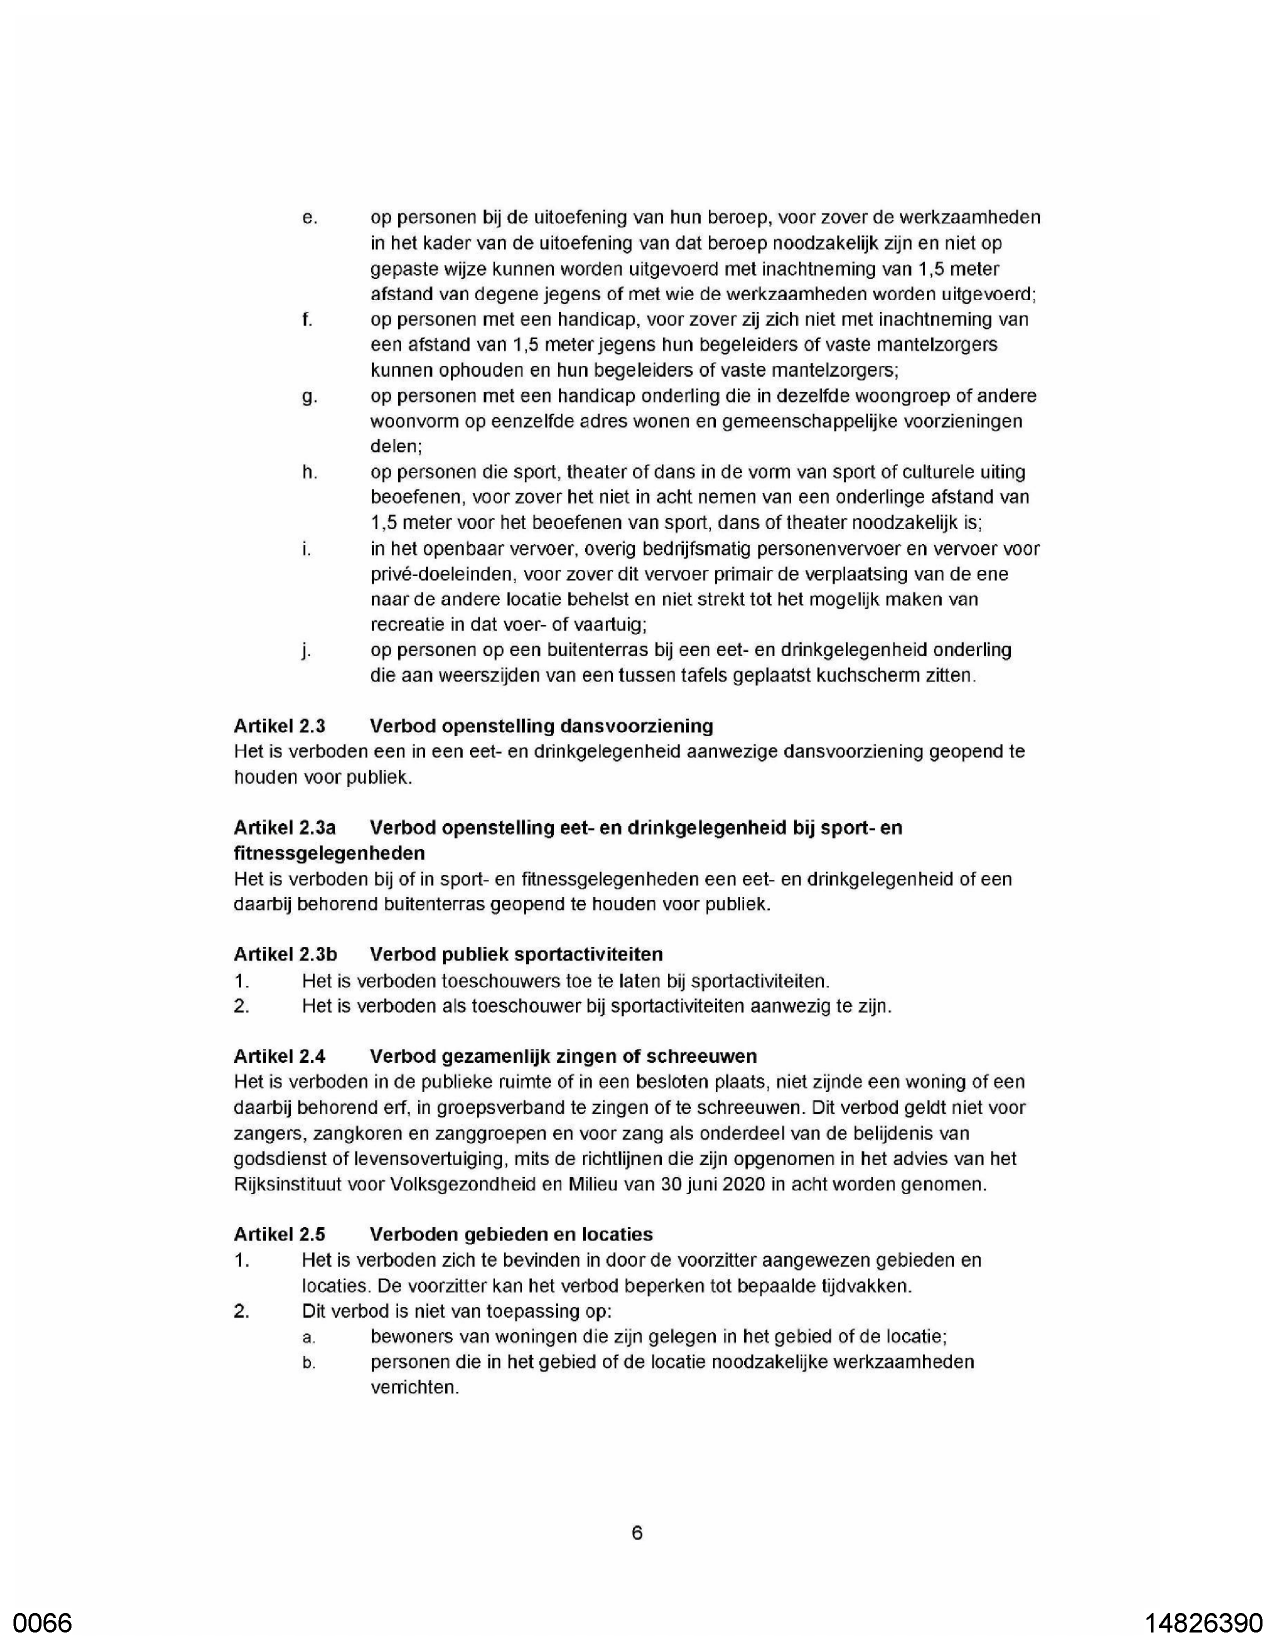 e. op personen bij de uitoefening van hun beroep, voor zover de werkzaamheden
in het kader van de uitoefening van dat beroep noodzakelijk zijn en niet op
gepaste wijze kunnen worden uitgevoerd met inachtneming van 1,5 meter
afstand van degene jegens of met wie de werkzaamheden worden uitgevoerd;
f. op personen met een handicap, voor zover zij zich niet met inachtneming van
een afstand van 1,5 meter jegens hun begeleiders of vaste mantelzorgers
kunnen ophouden en hun begeleiders of vaste mantelzorgers;
g. op personen met een handicap onderling die in dezelfde woongroep of andere
woonvorm op eenzelfde adres wonen en gemeenschappelijke voorzieningen
delen;
h. op personen die sport, theater of dans in de vorm van sport of culturele uiting
beoefenen, voor zover het niet in acht nemen van een onderlinge afstand van
1,5 meter voor het beoefenen van sport, dans of theater noodzakelijk is;
i. in het openbaar vervoer, overig bedrijfsmatig personenvervoer en vervoer voor
privé-doeleinden, voor zover dit vervoer primair de verplaatsing van de ene
naar de andere locatie behelst en niet strekt tot het mogelijk maken van
recreatie in dat voer- of vaartuig;
j. op personen op een buitenterras bij een eet- en drinkgelegenheid onderling
die aan weerszijden van een tussen tafels geplaatst kuchscherm zitten.
Artikel 2.3 Verbod openstelling dansvoorziening
Het is verboden een in een eet- en drinkgelegenheid aanwezige dansvoorziening geopend te
houden voor publiek.
Artikel 2.3a Verbod openstelling eet- en drinkgelegenheid bij sport- en
fitnessgelegenheden
Het is verboden bij of in sport- en fitnessgelegenheden een eet- en drinkgelegenheid of een
daarbij behorend buitenterras geopend te houden voor publiek.
Artikel 2.3b Verbod publiek sportactiviteiten
1. Het is verboden toeschouwers toe te laten bij sportactiviteiten.
2. Het is verboden als toeschouwer bij sportactiviteiten aanwezig te zijn.
Artikel 2.4 Verbod gezamenlijk zingen of schreeuwen
Het is verboden in de publieke ruimte of in een besloten plaats, niet zijnde een woning of een
daarbij behorend erf, in groepsverband te zingen of te schreeuwen. Dit verbod geldt niet voor
zangers, zangkoren en zanggroepen en voor zang als onderdeel van de belijdenis van
godsdienst of levensovertuiging, mits de richtlijnen die zijn opgenomen in het advies van het
Rijksinstituut voor Volksgezondheid en Milieu van 30 juni 2020 in acht worden genomen.
Artikel 2.5 Verboden gebieden en locaties
1. Het is verboden zich te bevinden in door de voorzitter aangewezen gebieden en
locaties. De voorzitter kan het verbod beperken tot bepaalde tijdvakken.
2. Dit verbod is niet van toepassing op:
a. bewoners van woningen die zijn gelegen in het gebied of de locatie;
b. personen die in het gebied of de locatie noodzakelijke werkzaamheden
verrichten.
6
0066 14826390